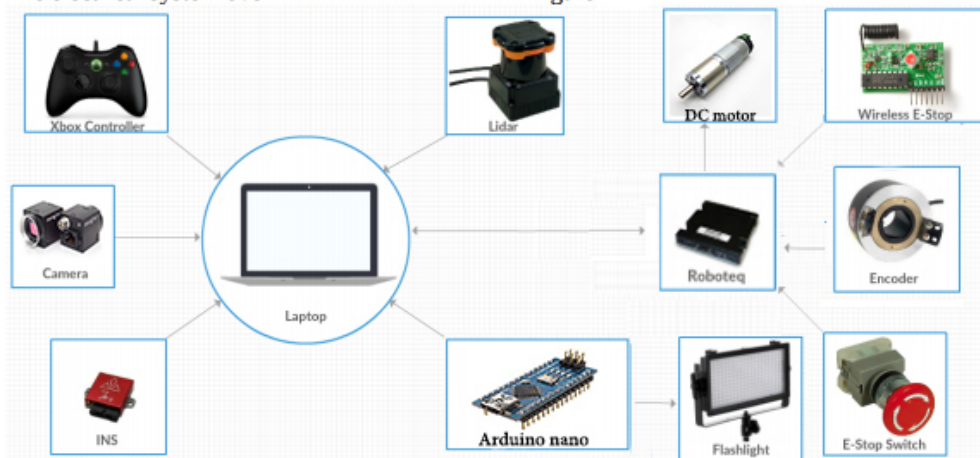 Xbox Controller
Lidar
DC motor
Wireless E-Stop
Camera
Laptop
Roboteq
Encoder
INS
Arduino nano
Flashlight
E-Stop Switch